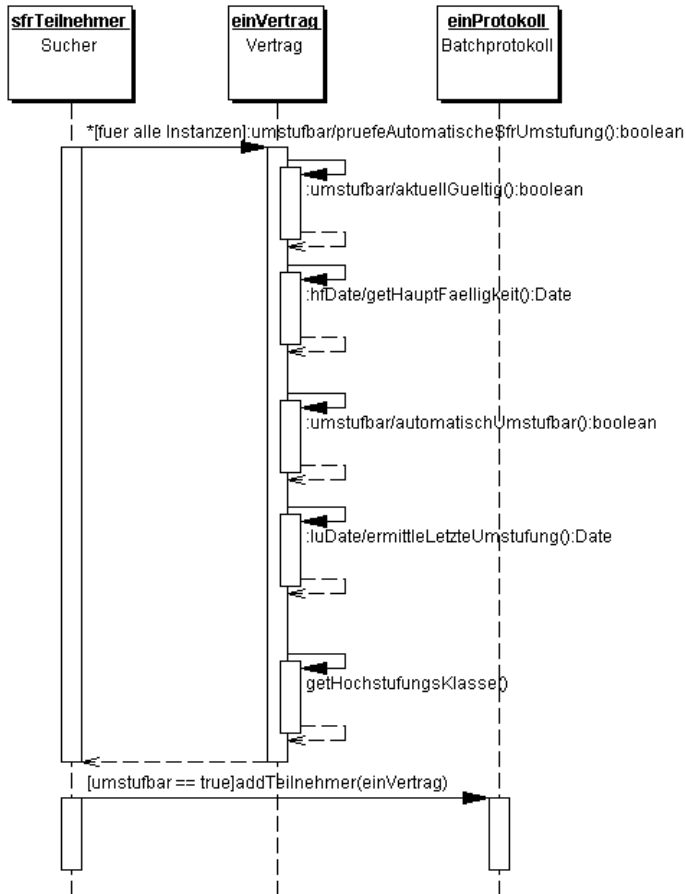 sfrTeilnehmer
Sucher
einVertrag
Vertrag
einProtokoll
Batchprotokoll
*[fuer alle Instanzen]:umstufbar/pruefeAutomatischeSfrUmstufung():boolean
:umstufbar/aktuellGueltig():boolean
:hfDate/getHauptFaelligkeit():Date
:umstufbar/automatischUmstufbar():boolean
:luDate/ermittleLetzteUmstufung():Date
getHochstufungsKlasse()
[umstufbar == true]addTeilnehmer(einVertrag)